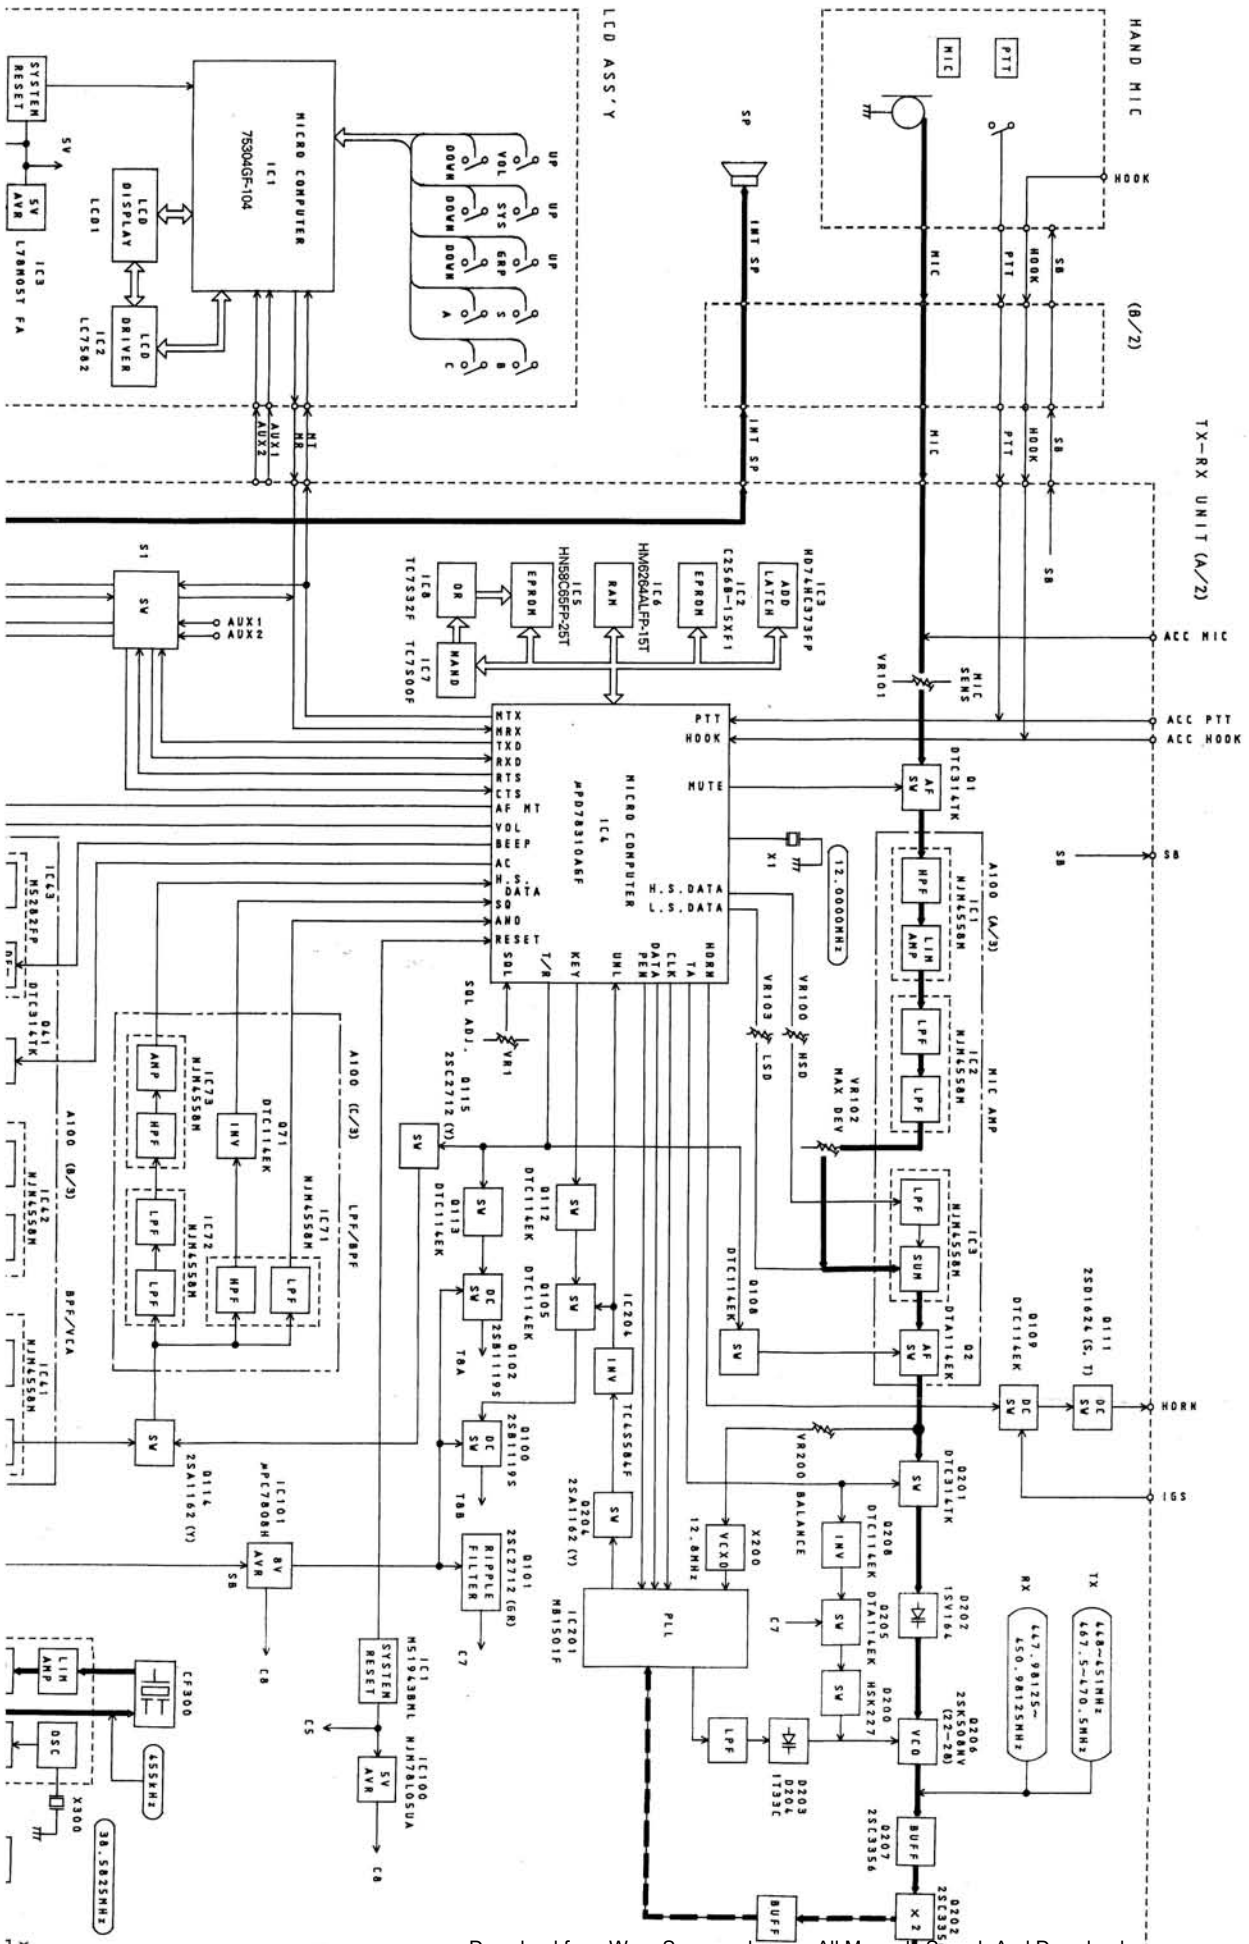 HAND MIC
MIC
PTT
HOOK
MIC
PTT
HOOK
SB
(B/2)
SP
INT SP
INT SP
MIC
PTT
HOOK
SB
SB
TX-RX UNIT (A/2)
LCD ASS'Y
SYSTEM
RESET
5V
5V
AVR
IC3
L78M05T FA
MICRO COMPUTER
IC1
75304GF-104
LCD
DISPLAY
LCD1
LCD
DRIVER
IC2
LC7582
UP
VOL
DOWN
UP
SYS
DOWN
UP
GRP
DOWN
S
A
B
C
MT
MR
AUX1
AUX2
S1
SW
AUX1
AUX2
IC3
HD74HC373FP
ADD
LATCH
IC2
C256B-15XF1
EPROM
IC6
HM6264ALFP-15T
RAM
IC5
HN58C65FP-25T
EPROM
IC8
TC7S32F
OR
IC7
TC7S00F
NAND
ACC MIC
MIC
SENS
VR101
ACC PTT
ACC HOOK
SB
SB
MICRO COMPUTER
IC4
μPD78310AGF
MTX
MRX
TXD
RXD
RTS
CTS
AF MT
VOL
BEEP
AC
H.S.
DATA
SQ
AND
RESET
PTT
HOOK
MUTE
H.S.DATA
L.S.DATA
SQL
T/R
KEY
UNL
PEN
DATA
CLK
TA
HORN
X1
12.0000MHz
Q1
DTC314TK
AF
SW
A100 (A/3)
MIC AMP
IC1
NJM4558M
HPF
LIM
AMP
IC2
NJM4558M
LPF
LPF
VR102
MAX DEV
VR100
HSD
VR103
LSD
IC3
NJM4558M
LPF
SUM
Q2
DTA114EK
AF
SW
SQL ADJ.
VR1
Q115
2SC2712 (Y)
SW
Q113
DTC114EK
SW
Q112
DTC114EK
SW
Q105
DTC114EK
SW
DC
SW
Q102
2SB1119S
T8A
Q100
2SB1119S
DC
SW
T8B
Q101
2SC2712 (GR)
RIPPLE
FILTER
C7
IC204
INV
TC4S584F
Q204
2SA1162 (Y)
SW
Q108
DTC114EK
SW
Q109
DTC114EK
DC
SW
Q111
2SD1624 (S, T)
DC
SW
HORN
IGS
VR200 BALANCE
X200
VCXO
12.8MHz
Q201
DTC314TK
SW
Q208
DTC114EK
INV
Q205
DTA114EK
SW
C7
D200
HSK227
SW
D202
1SV164
PLL
IC201
MB1501F
LPF
D203
D204
1T33C
Q206
2SK508NV
(22-28)
VCO
TX
448~451MHz
467.5~470.5MHz
RX
447.98125~
450.98125MHz
Q207
2SC3356
BUFF
X2
BUFF
IC43
M5282FP
Q41
DTC314TK
A100 (B/3)
BPF/VCA
IC42
NJM4558M
IC41
NJM4558M
A100 (C/3)
LPF/BPF
IC73
NJM4558M
AMP
HPF
Q71
DTC114EK
INV
IC72
NJM4558M
LPF
LPF
IC71
NJM4558M
LPF
HPF
Q114
2SA1162 (Y)
SW
IC101
μPC7808H
8V
AVR
SB
C8
IC1
M51943BML
SYSTEM
RESET
C5
IC100
NJM78L05UA
5V
AVR
C8
CF300
LIM
AMP
455kHz
OSC
X300
38.5825MHz